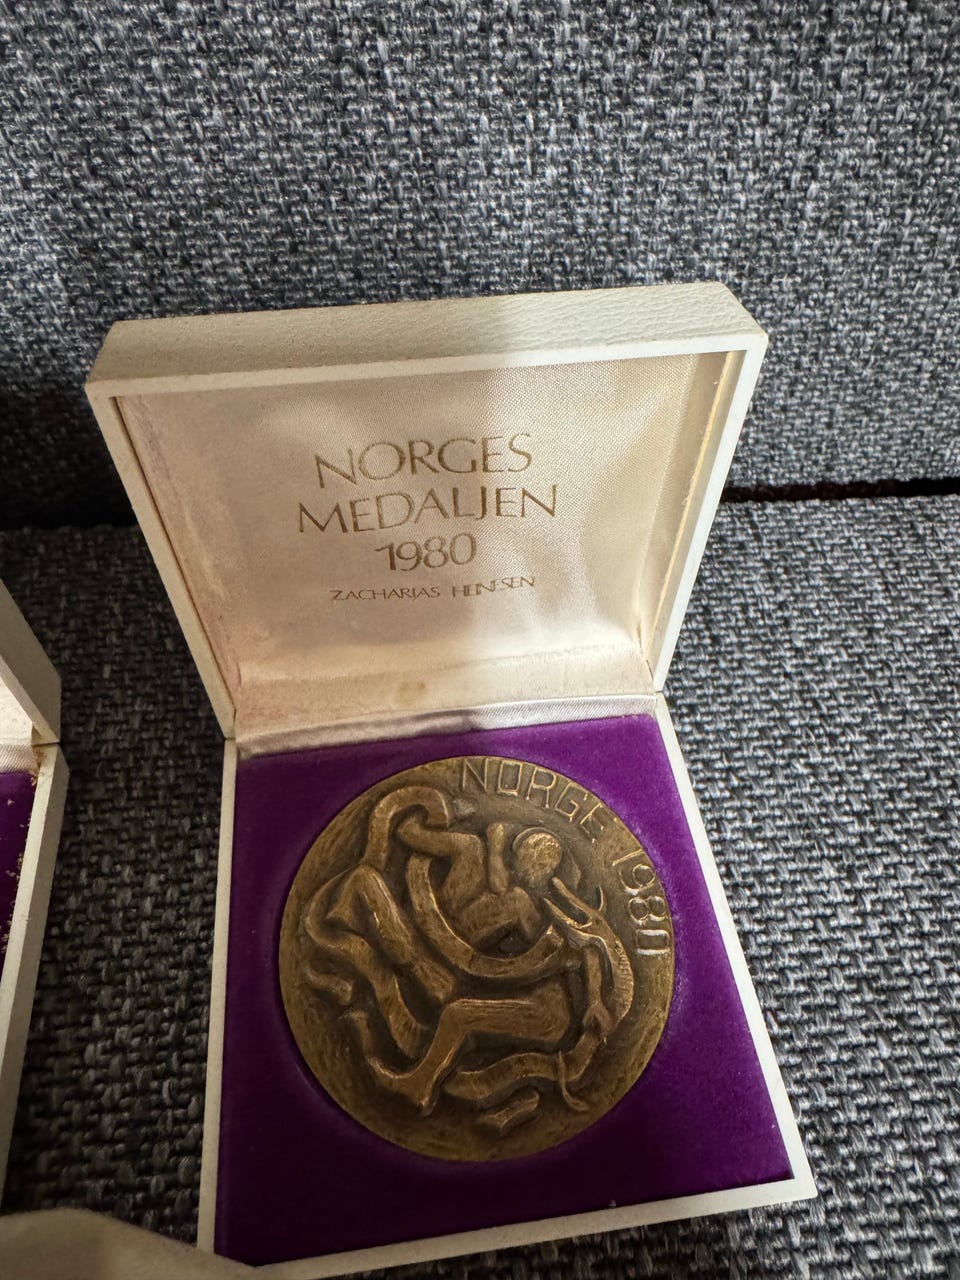 NORGES
MEDALJEN
1980
ZACHARIAS HEINESEN
NORGE 1980